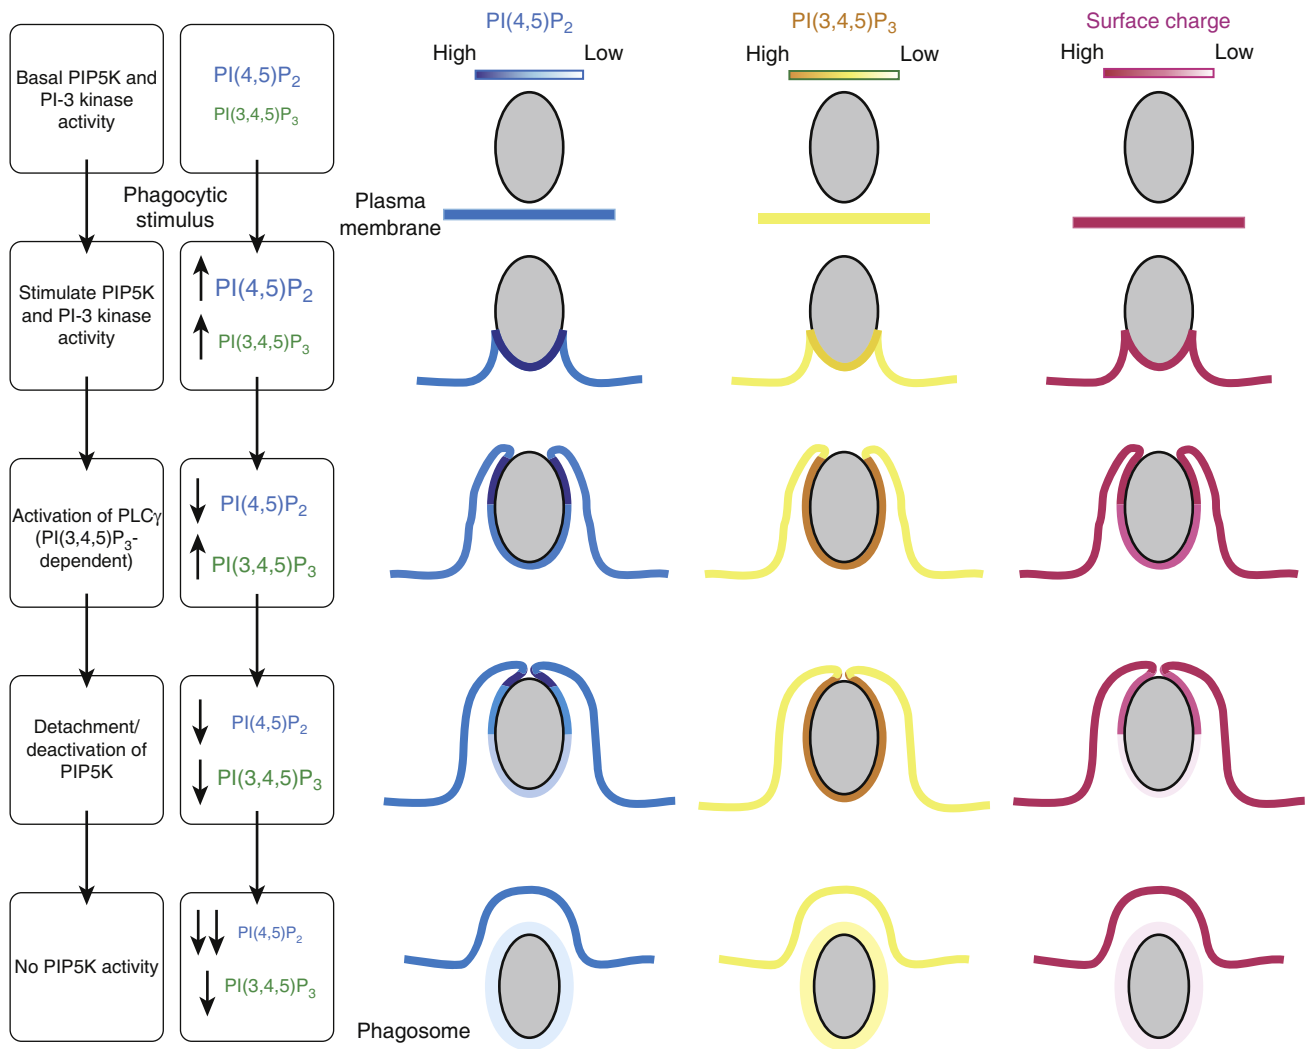 PI(4,5)P2
High Low
PI(3,4,5)P3
High Low
Surface charge
High Low
Basal PIP5K and
PI-3 kinase
activity
PI(4,5)P2
PI(3,4,5)P3
Phagocytic
stimulus
Plasma
membrane
Stimulate PIP5K
and PI-3 kinase
activity
↑ PI(4,5)P2
↑ PI(3,4,5)P3
Activation of PLCγ
(PI(3,4,5)P3-
dependent)
↓ PI(4,5)P2
↑ PI(3,4,5)P3
Detachment/
deactivation of
PIP5K
↓ PI(4,5)P2
↓ PI(3,4,5)P3
No PIP5K activity
↓↓ PI(4,5)P2
↓ PI(3,4,5)P3
Phagosome